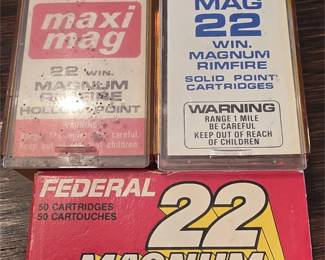 maxi
mag
22 WIN.
MAGNUM
RIMFIRE
HOLLOW POINT
WARNING
MAG
22
WIN.
MAGNUM
RIMFIRE
SOLID POINT
CARTRIDGES
WARNING
RANGE 1 MILE
BE CAREFUL
KEEP OUT OF REACH
OF CHILDREN
FEDERAL
50 CARTRIDGES
50 CARTOUCHES
22
MAGNUM